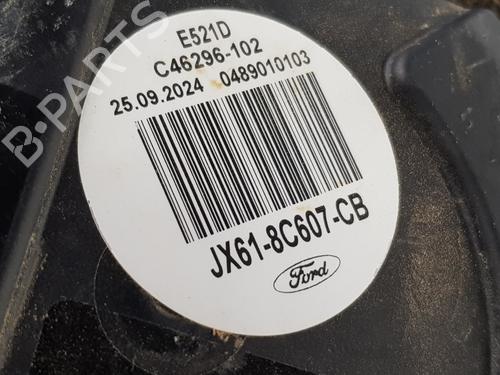 E521D
C46296-102
25.09.2024 0489010103
JX61-8C607-CB
Ford
B-PARTS